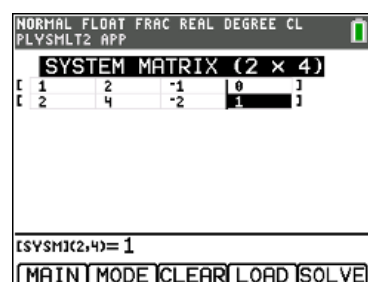 NORMAL FLOAT FRAC REAL DEGREE CL
PLYSMLT2 APP
SYSTEM MATRIX (2 × 4)
[ 1 2 -1 0 ]
[ 2 4 -2 1 ]
[SYSM](2,4)=1
MAIN MODE CLEAR LOAD SOLVE